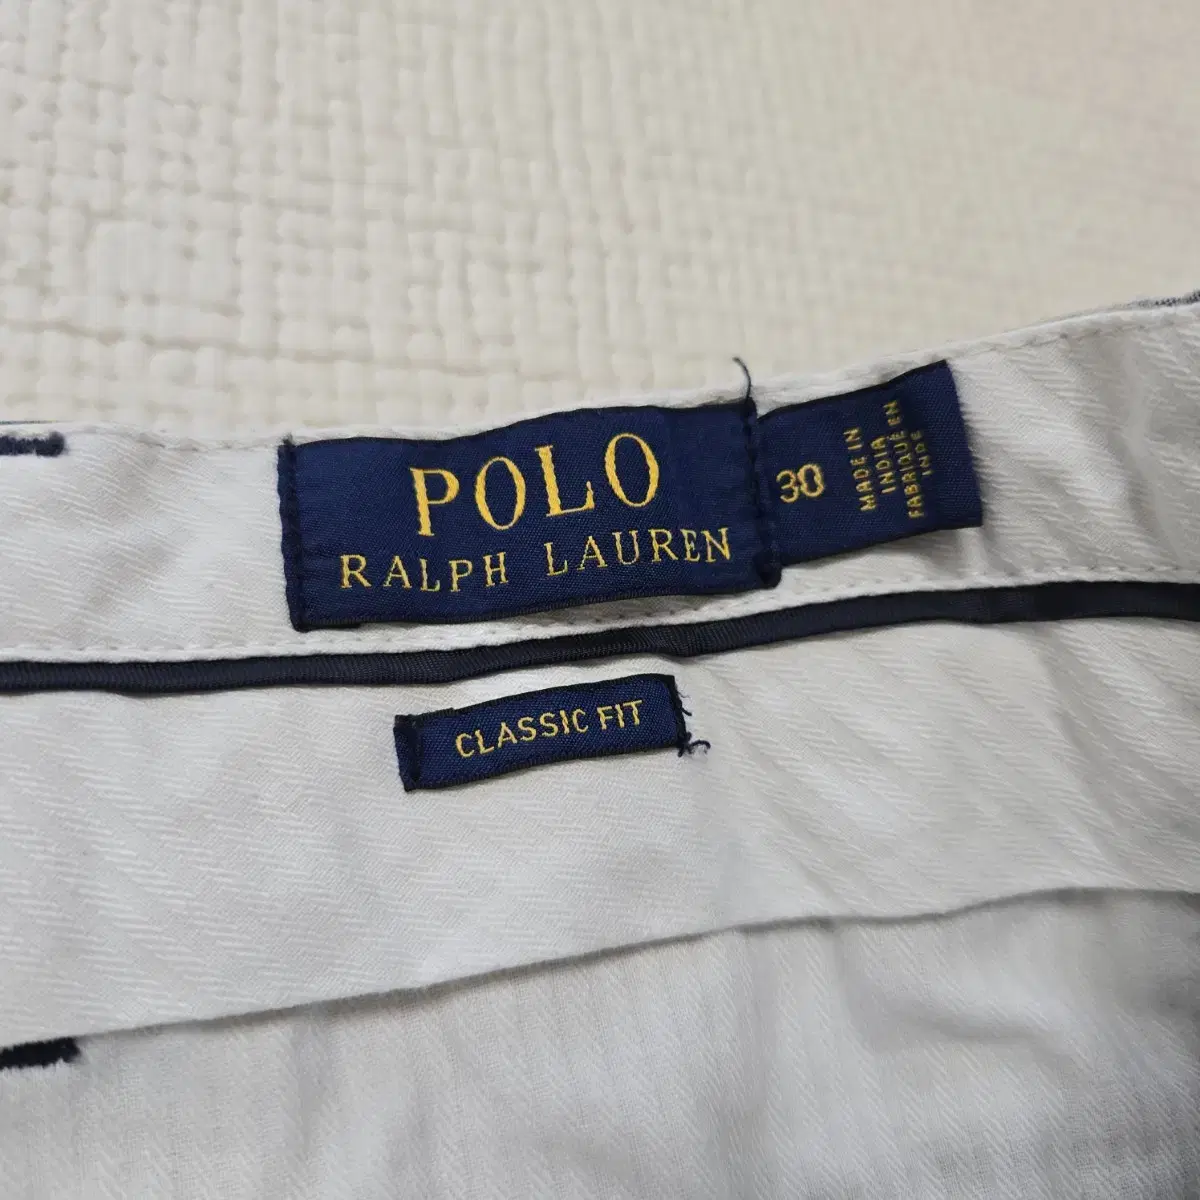 POLO
RALPH LAUREN
30
MADE IN
INDIA
FABRIQUÉ EN
INDE
CLASSIC FIT